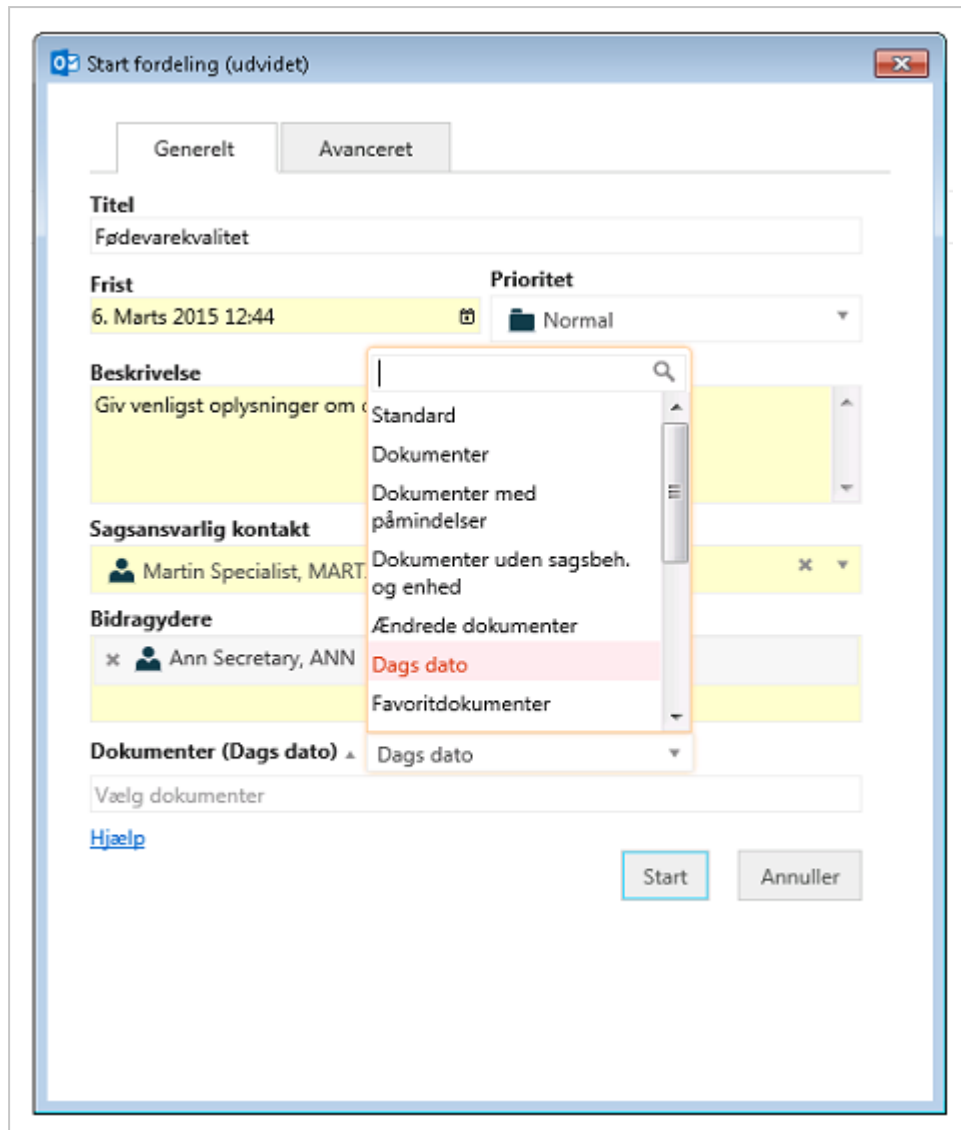 Start fordeling (udvidet)
Generelt
Avanceret
Titel
Fødevarekvalitet
Frist
Prioritet
6. Marts 2015 12:44
Normal
Beskrivelse
Giv venligst oplysninger om
Standard
Dokumenter
Dokumenter med
påmindelser
Dokumenter uden sagsbeh.
og enhed
Ændrede dokumenter
Dags dato
Favoritdokumenter
Sagsansvarlig kontakt
Martin Specialist, MART
Bidragydere
Ann Secretary, ANN
Dokumenter (Dags dato)
Dags dato
Vælg dokumenter
Hjælp
Start
Annuller